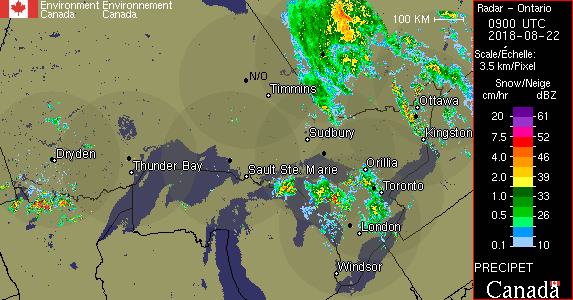 Environment Environnement
Canada Canada
100 KM
N/O
Timmins
Ottawa
Sudbury
Kingston
Dryden
Thunder Bay
Sault Ste. Marie
Orillia
Toronto
London
Windsor
Radar - Ontario
0900 UTC
2018-08-22
Scale/Échelle:
3.5 km/Pixel
Snow/Neige
cm/hr dBZ
20 61
7.5 52
4.0 46
2.0 39
1.0 33
0.5 26
0.1 10
PRECIPET
Canada